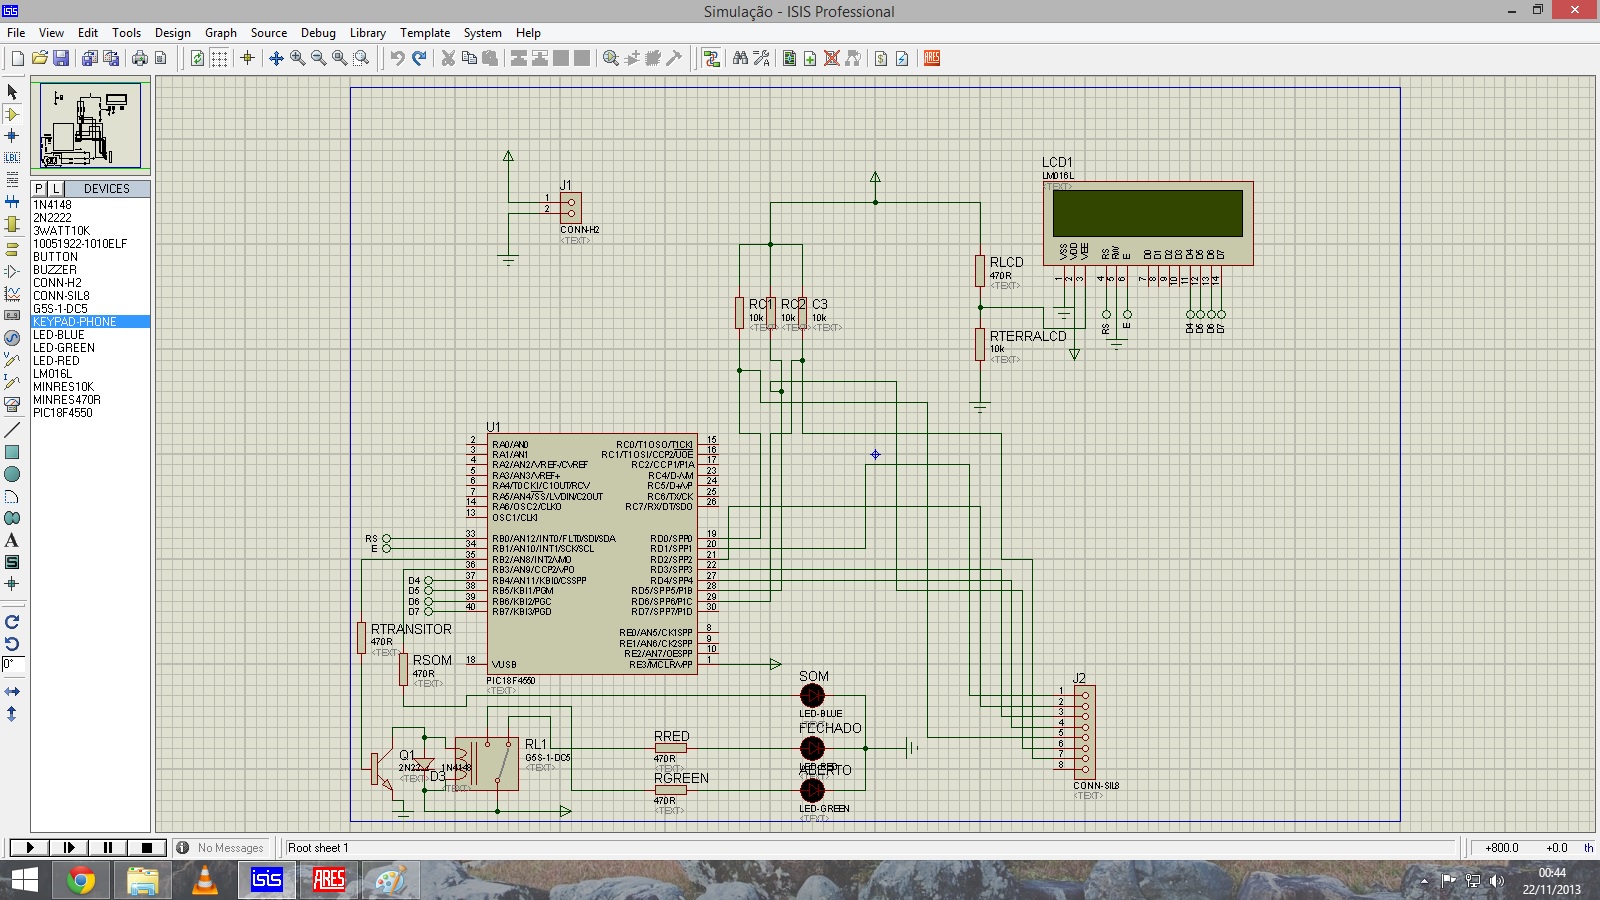 isis
Simulação - ISIS Professional
File View Edit Tools Design Graph Source Debug Library Template System Help
ARES
P L DEVICES
1N4148
2N2222
3WATT10K
10051922-1010ELF
BUTTON
BUZZER
CONN-H2
CONN-SIL8
G5S-1-DC5
KEYPAD-PHONE
LED-BLUE
LED-GREEN
LED-RED
LM016L
MINRES10K
MINRES470R
PIC18F4550
LBL
A
S
0°
J1
1
2
CONN-H2
<TEXT>
LCD1
LM016L
<TEXT>
VSS VDD VEE RS RW E D0 D1 D2 D3 D4 D5 D6 D7
1 2 3 4 5 6 7 8 9 10 11 12 13 14
RS E D4 D5 D6 D7
RLCD
470R
<TEXT>
RTERRALCD
10k
<TEXT>
RC1 RC2 C3
10k 10k 10k
<TEXT> <TEXT> <TEXT>
U1
2 RA0/AN0 RC0/T1OSO/T1CKI 15
3 RA1/AN1 RC1/T1OSI/CCP2/UOE 16
4 RA2/AN2/VREF-/CVREF RC2/CCP1/P1A 17
5 RA3/AN3/VREF+ RC4/D-/VM 23
6 RA4/T0CKI/C1OUT/RCV RC5/D+/VP 24
7 RA5/AN4/SS/LVDIN/C2OUT RC6/TX/CK 25
14 RA6/OSC2/CLKO RC7/RX/DT/SDO 26
13 OSC1/CLKI
RS 33 RB0/AN12/INT0/FLT0/SDI/SDA RD0/SPP0 19
E 34 RB1/AN10/INT1/SCK/SCL RD1/SPP1 20
35 RB2/AN8/INT2/VMO RD2/SPP2 21
36 RB3/AN9/CCP2/VPO RD3/SPP3 22
D4 37 RB4/AN11/KBI0/CSSPP RD4/SPP4 27
D5 38 RB5/KBI1/PGM RD5/SPP5/P1B 28
D6 39 RB6/KBI2/PGC RD6/SPP6/P1C 29
D7 40 RB7/KBI3/PGD RD7/SPP7/P1D 30
RE0/AN5/CK1SPP 8
RE1/AN6/CK2SPP 9
RE2/AN7/OESPP 10
18 VUSB RE3/MCLR/VPP 1
PIC18F4550
<TEXT>
RTRANSITOR
470R
<TEXT>
RSOM
470R
<TEXT>
SOM
LED-BLUE
FECHADO
ABERTO
LED-GREEN
<TEXT>
RRED
470R
<TEXT>
RGREEN
470R
<TEXT>
RL1
G5S-1-DC5
<TEXT>
Q1
<TEXT>
D3
1N4148
<TEXT>
J2
1
2
3
4
5
6
7
8
CONN-SIL8
<TEXT>
No Messages
Root sheet 1
+800.0 +0.0 th
isis
ARES
00:44
22/11/2013